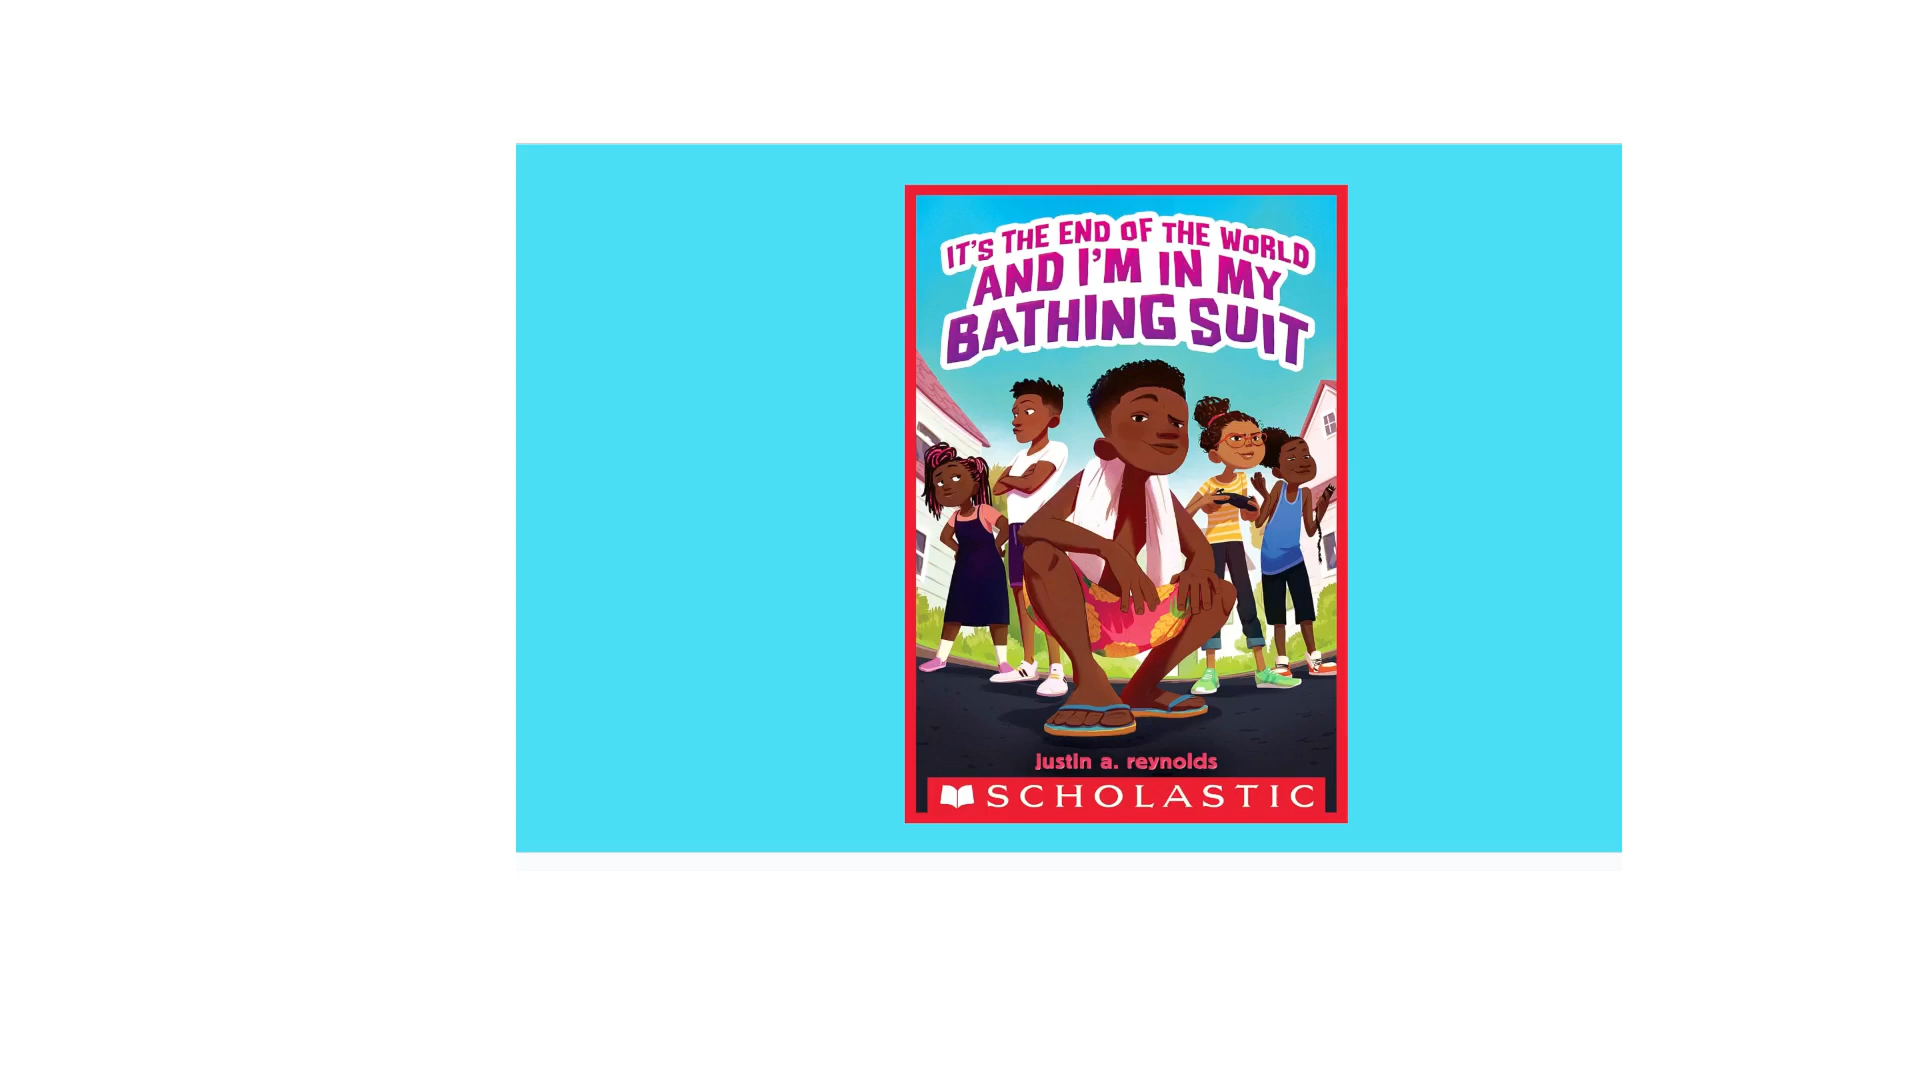 IT'S THE END OF THE WORLD
AND I'M IN MY
BATHING SUIT
justin a. reynolds
SCHOLASTIC